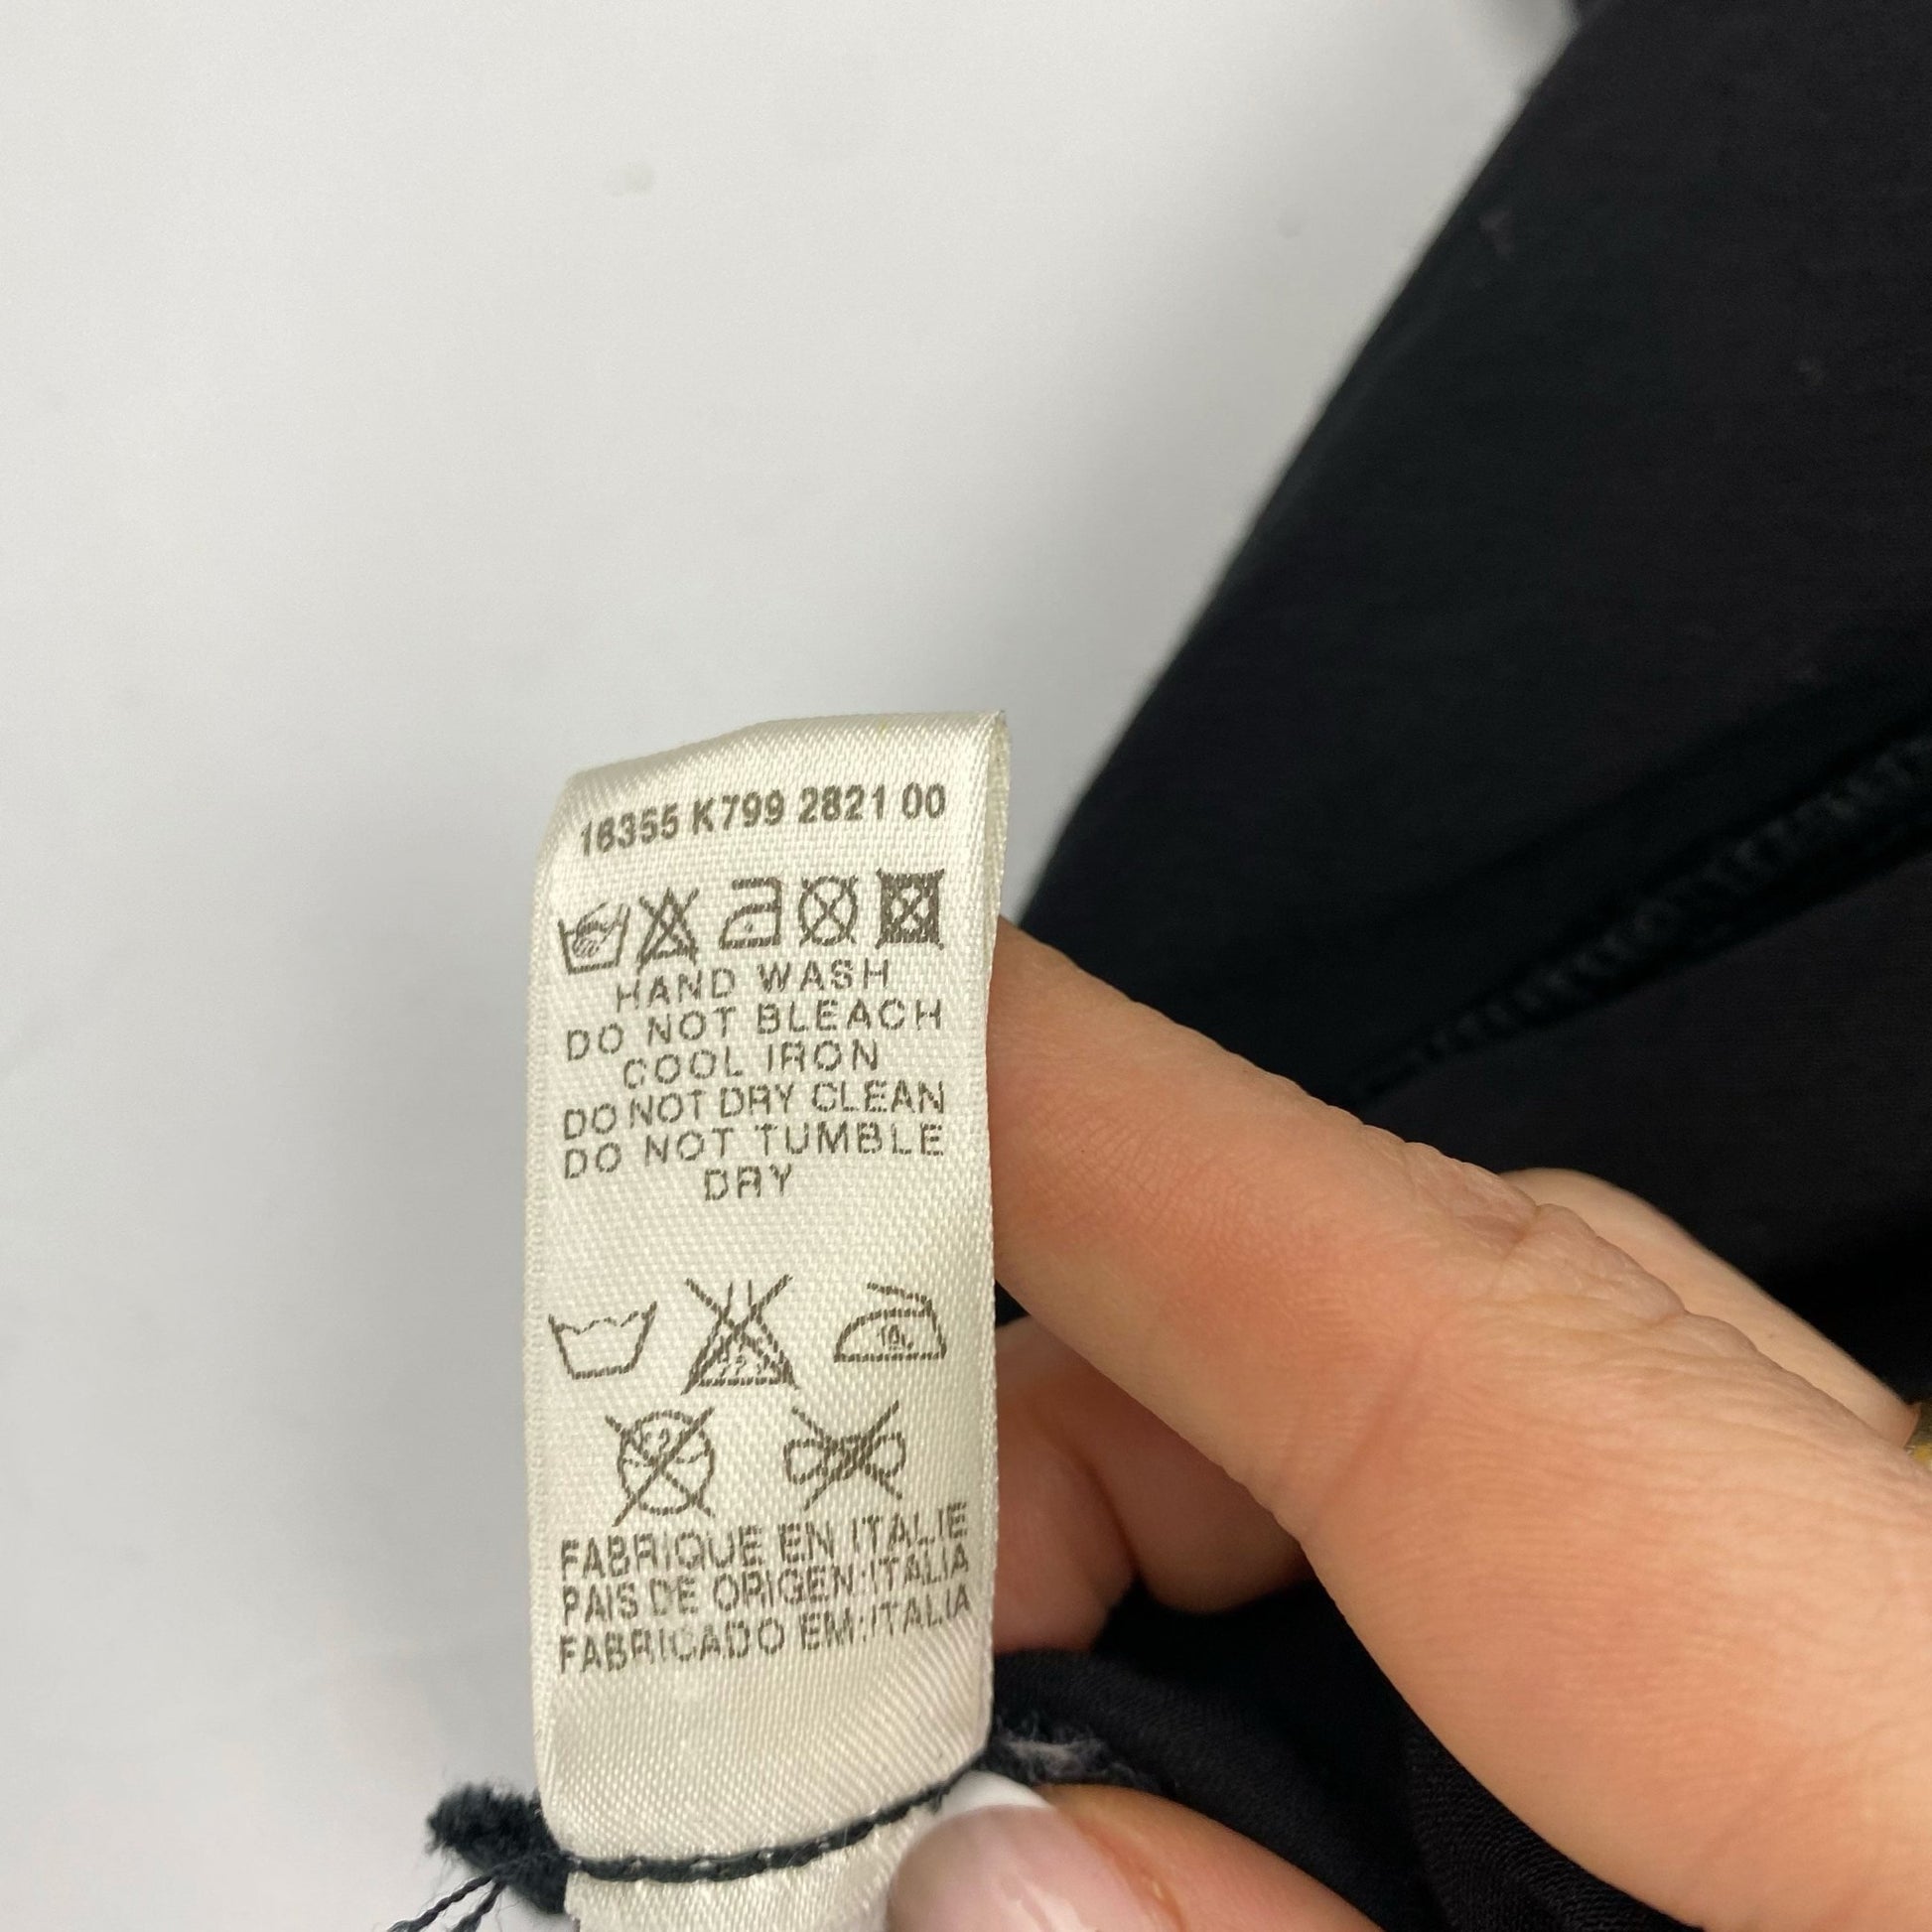 16355 K799 2821 00
HAND WASH
DO NOT BLEACH
COOL IRON
DO NOT DRY CLEAN
DO NOT TUMBLE
DRY
FABRIQUE EN ITALIE
PAIS DE ORIGEN:ITALIA
FABRICADO EM:ITALIA